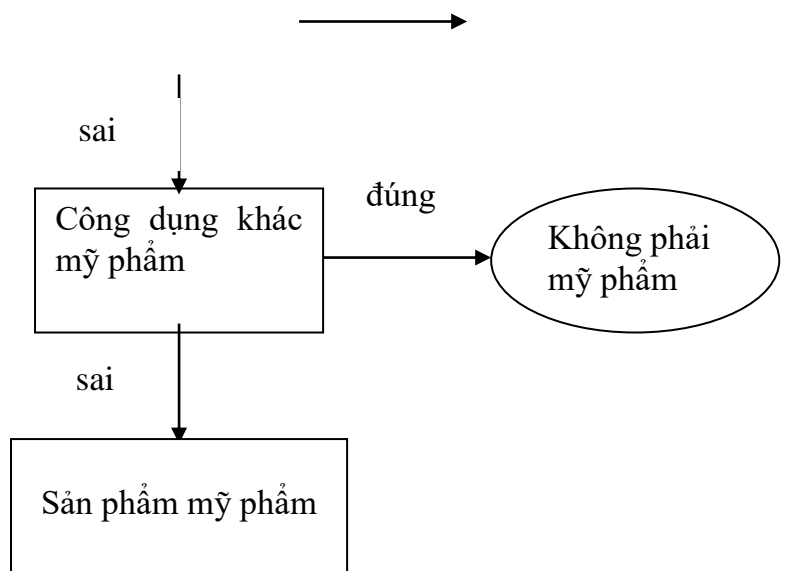 sai
đúng
Công dụng khác
mỹ phẩm
Không phải
mỹ phẩm
sai
Sản phẩm mỹ phẩm